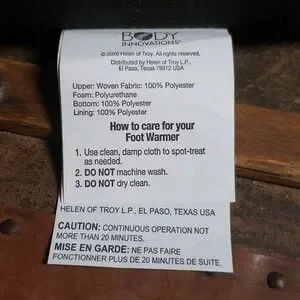 BODY
INNOVATIONS®
© 2020 Helen of Troy, All rights reserved.
Distributed by Helen of Troy L.P.,
El Paso, Texas 79912 USA
Upper: Woven Fabric: 100% Polyester
Foam: Polyurethane
Bottom: 100% Polyester
Lining: 100% Polyester
How to care for your
Foot Warmer
1. Use clean, damp cloth to spot-treat
as needed.
2. DO NOT machine wash.
3. DO NOT dry clean.
HELEN OF TROY L.P., EL PASO, TEXAS USA
CAUTION: CONTINUOUS OPERATION NOT
MORE THAN 20 MINUTES.
MISE EN GARDE: NE PAS FAIRE
FONCTIONNER PLUS DE 20 MINUTES DE SUITE.